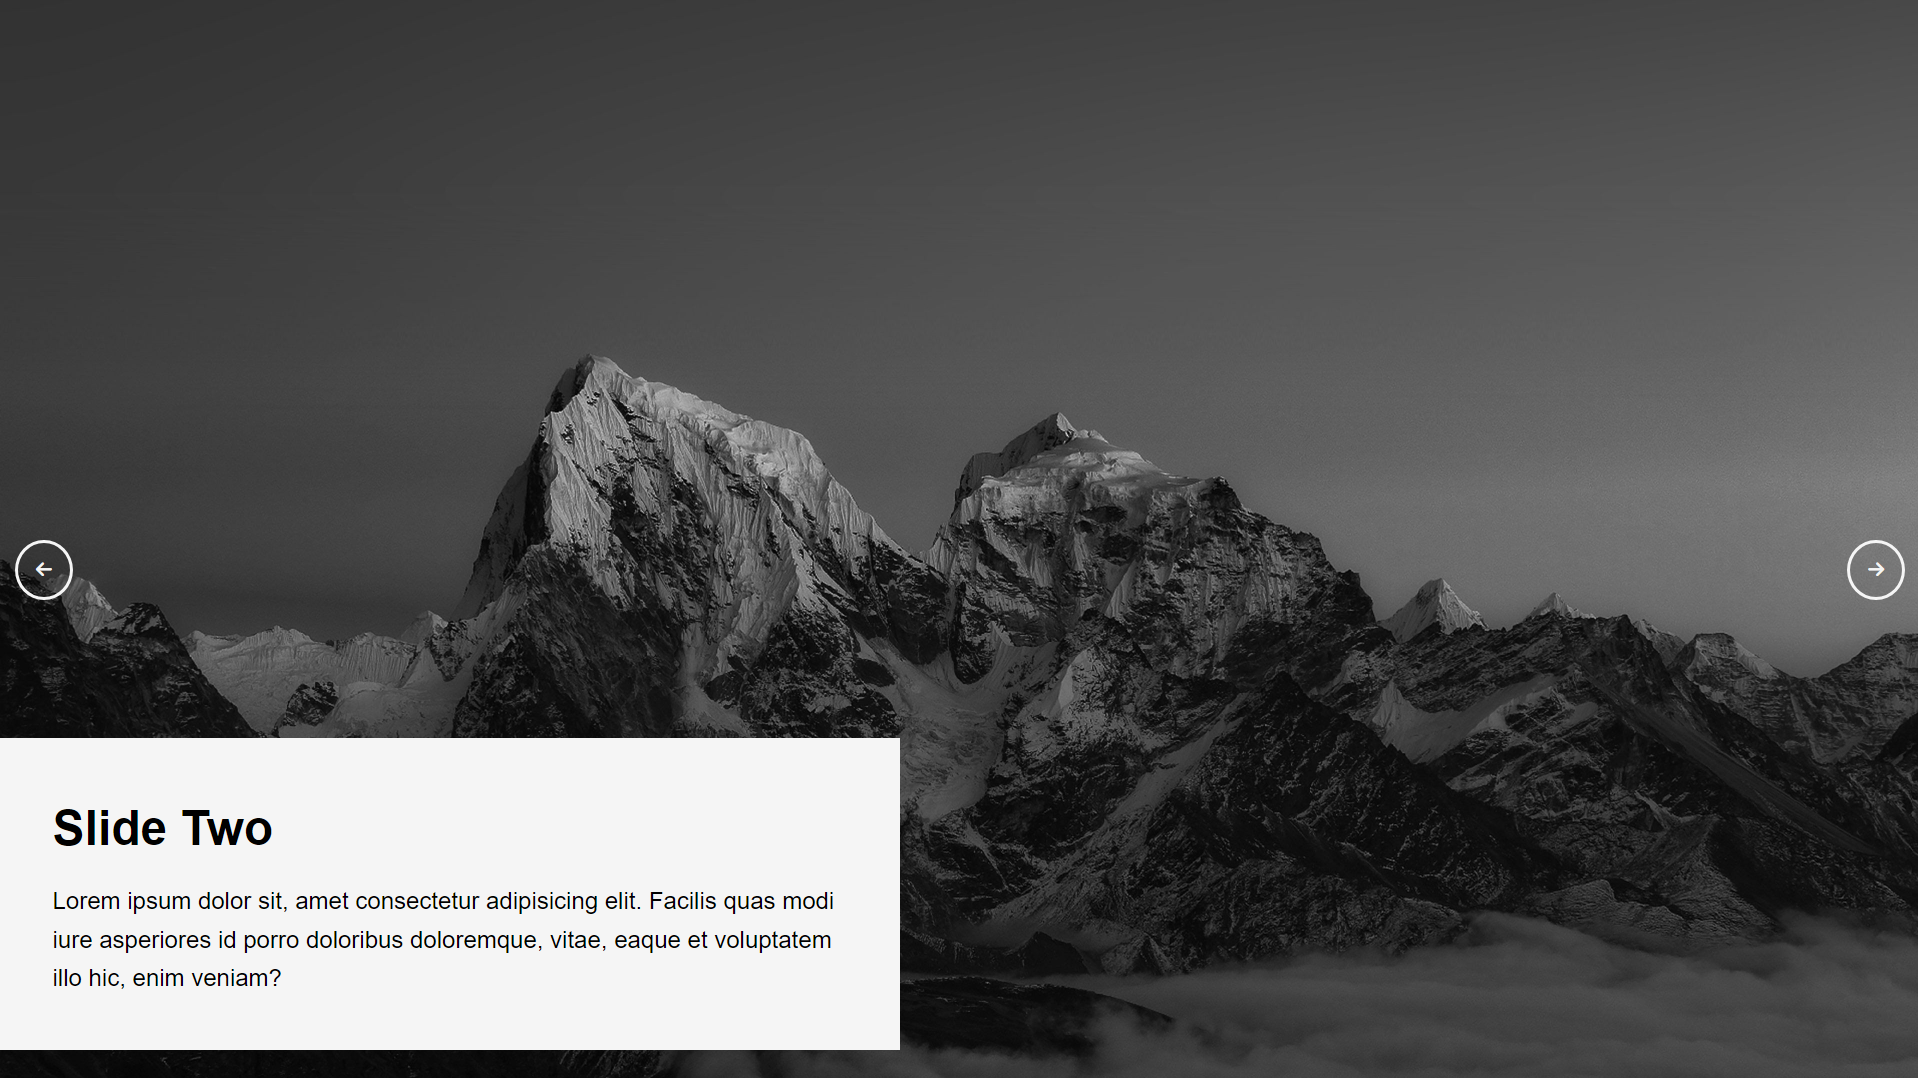 Slide Two
Lorem ipsum dolor sit, amet consectetur adipisicing elit. Facilis quas modi
iure asperiores id porro doloribus doloremque, vitae, eaque et voluptatem
illo hic, enim veniam?